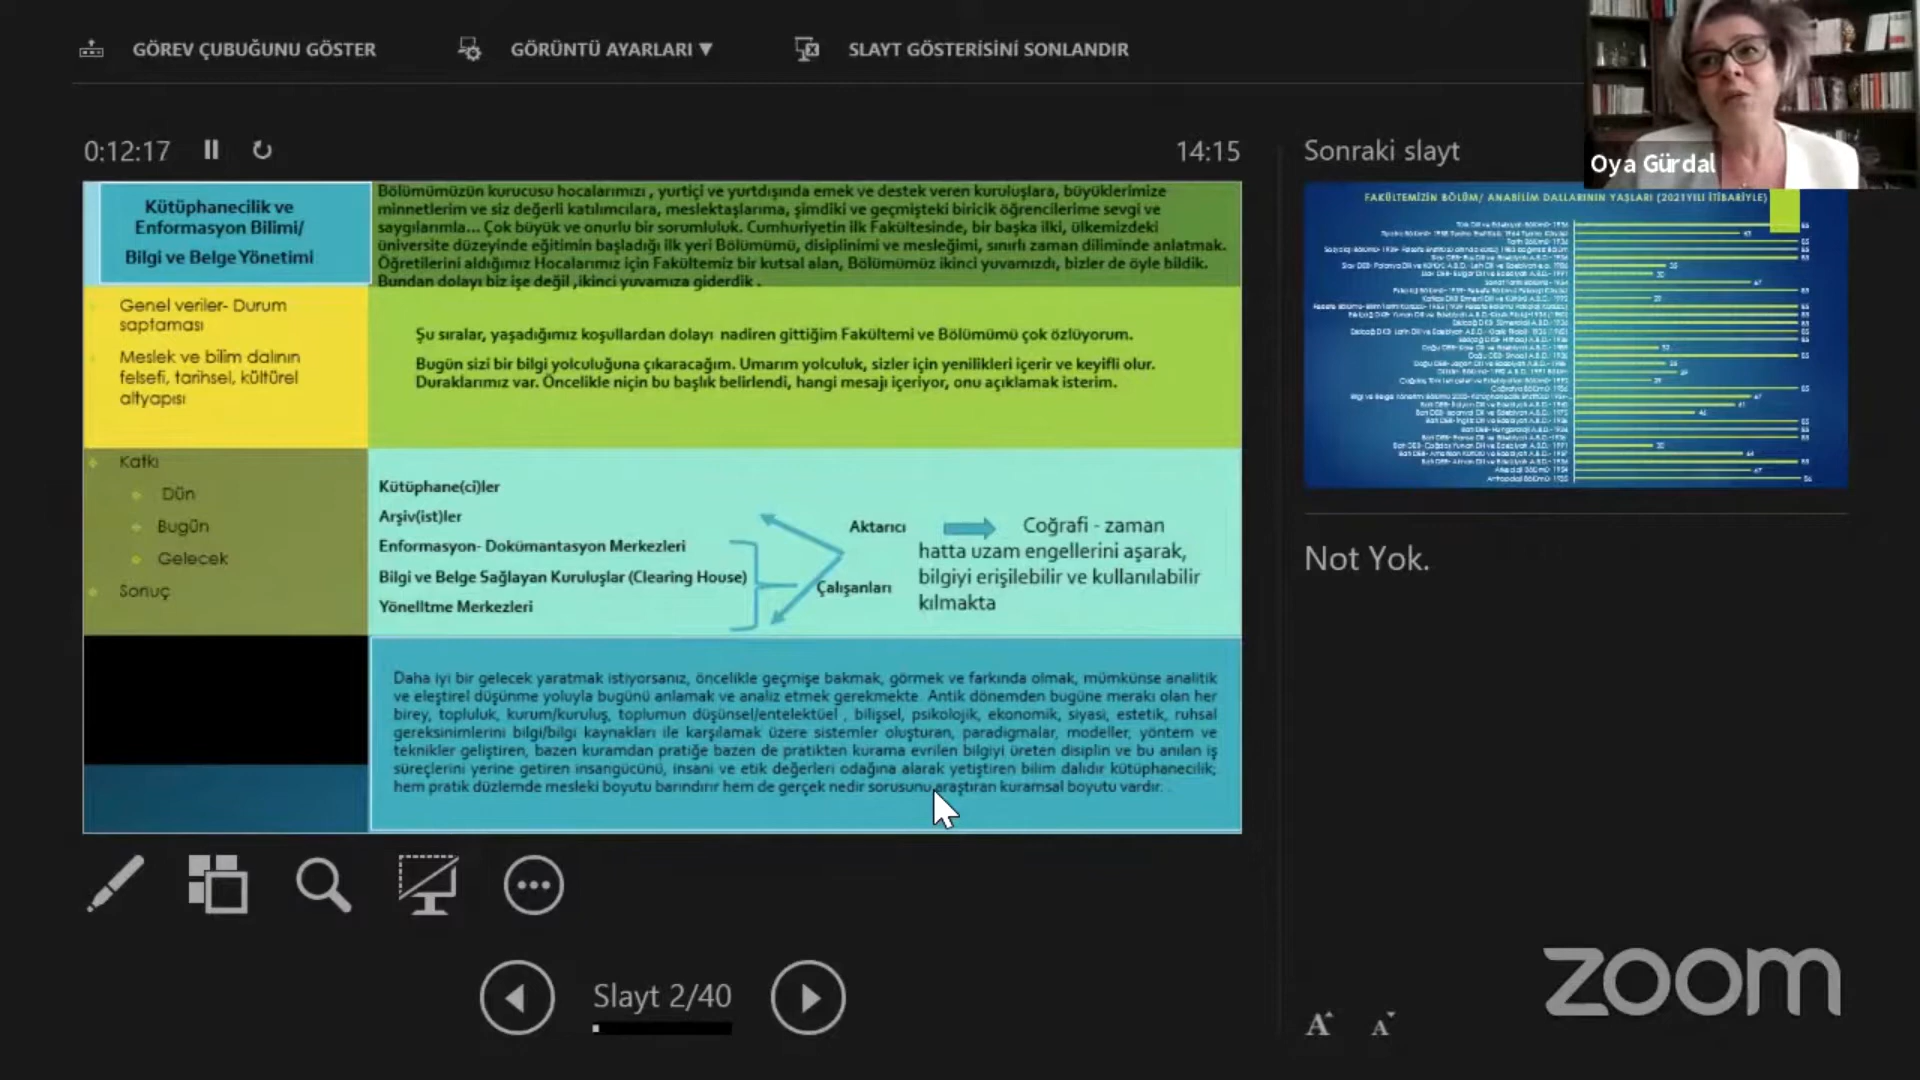 GÖREV ÇUBUĞUNU GÖSTER
GÖRÜNTÜ AYARLARI ▼
SLAYT GÖSTERİSİNİ SONLANDIR
Oya Gürdal
0:12:17
14:15
Sonraki slayt
Kütüphanecilik ve
Enformasyon Bilimi/
Bilgi ve Belge Yönetimi
Bölümümüzün kurucusu hocalarımızı , yurtiçi ve yurtdışında emek ve destek veren kuruluşlara, büyüklerimize
minnetlerim ve siz değerli katılımcılara, meslektaşlarıma, şimdiki ve geçmişteki biricik öğrencilerime sevgi ve
saygılarımla... Çok büyük ve onurlu bir sorumluluk. Cumhuriyetin ilk Fakültesinde, bir başka ilki, ülkemizdeki
üniversite düzeyinde eğitimin başladığı ilk yeri Bölümümü, disiplinimi ve mesleğimi, sınırlı zaman diliminde anlatmak.
Öğretilerini aldığımız Hocalarımız için Fakültemiz bir kutsal alan, Bölümümüz ikinci yuvamızdı, bizler de öyle bildik.
Bundan dolayı biz işe değil ,ikinci yuvamıza giderdik .
Genel veriler- Durum
saptaması
Meslek ve bilim dalının
felsefi, tarihsel, kültürel
altyapısı
Şu sıralar, yaşadığımız koşullardan dolayı nadiren gittiğim Fakültemi ve Bölümümü çok özlüyorum.
Bugün sizi bir bilgi yolculuğuna çıkaracağım. Umarım yolculuk, sizler için yenilikleri içerir ve keyifli olur.
Duraklarımız var. Öncelikle niçin bu başlık belirlendi, hangi mesajı içeriyor, onu açıklamak isterim.
Katkı
Dün
Bugün
Gelecek
Sonuç
Kütüphane(ci)ler
Arşiv(ist)ler
Enformasyon- Dokümantasyon Merkezleri
Bilgi ve Belge Sağlayan Kuruluşlar (Clearing House)
Yöneltme Merkezleri
Aktarıcı
Çalışanları
Coğrafi - zaman
hatta uzam engellerini aşarak,
bilgiyi erişilebilir ve kullanılabilir
kılmakta
Daha iyi bir gelecek yaratmak istiyorsanız, öncelikle geçmişe bakmak, görmek ve farkında olmak, mümkünse analitik
ve eleştirel düşünme yoluyla bugünü anlamak ve analiz etmek gerekmekte. Antik dönemden bugüne merakı olan her
birey, topluluk, kurum/kuruluş, toplumun düşünsel/entelektüel , bilişsel, psikolojik, ekonomik, siyasi, estetik, ruhsal
gereksinimlerini bilgi/bilgi kaynakları ile karşılamak üzere sistemler oluşturan, paradigmalar, modeller, yöntem ve
teknikler geliştiren, bazen kuramdan pratiğe bazen de pratikten kurama evrilen bilgiyi üreten disiplin ve bu anılan iş
süreçlerini yerine getiren insangücünü, insani ve etik değerleri odağına alarak yetiştiren bilim dalıdır kütüphanecilik;
hem pratik düzlemde mesleki boyutu barındırır hem de gerçek nedir sorusunu araştıran kuramsal boyutu vardır.
FAKÜLTEMİZİN BÖLÜM/ ANABİLİM DALLARININ YAŞLARI (2021YILI İTİBARİYLE)
Not Yok.
Slayt 2/40
A A
zoom